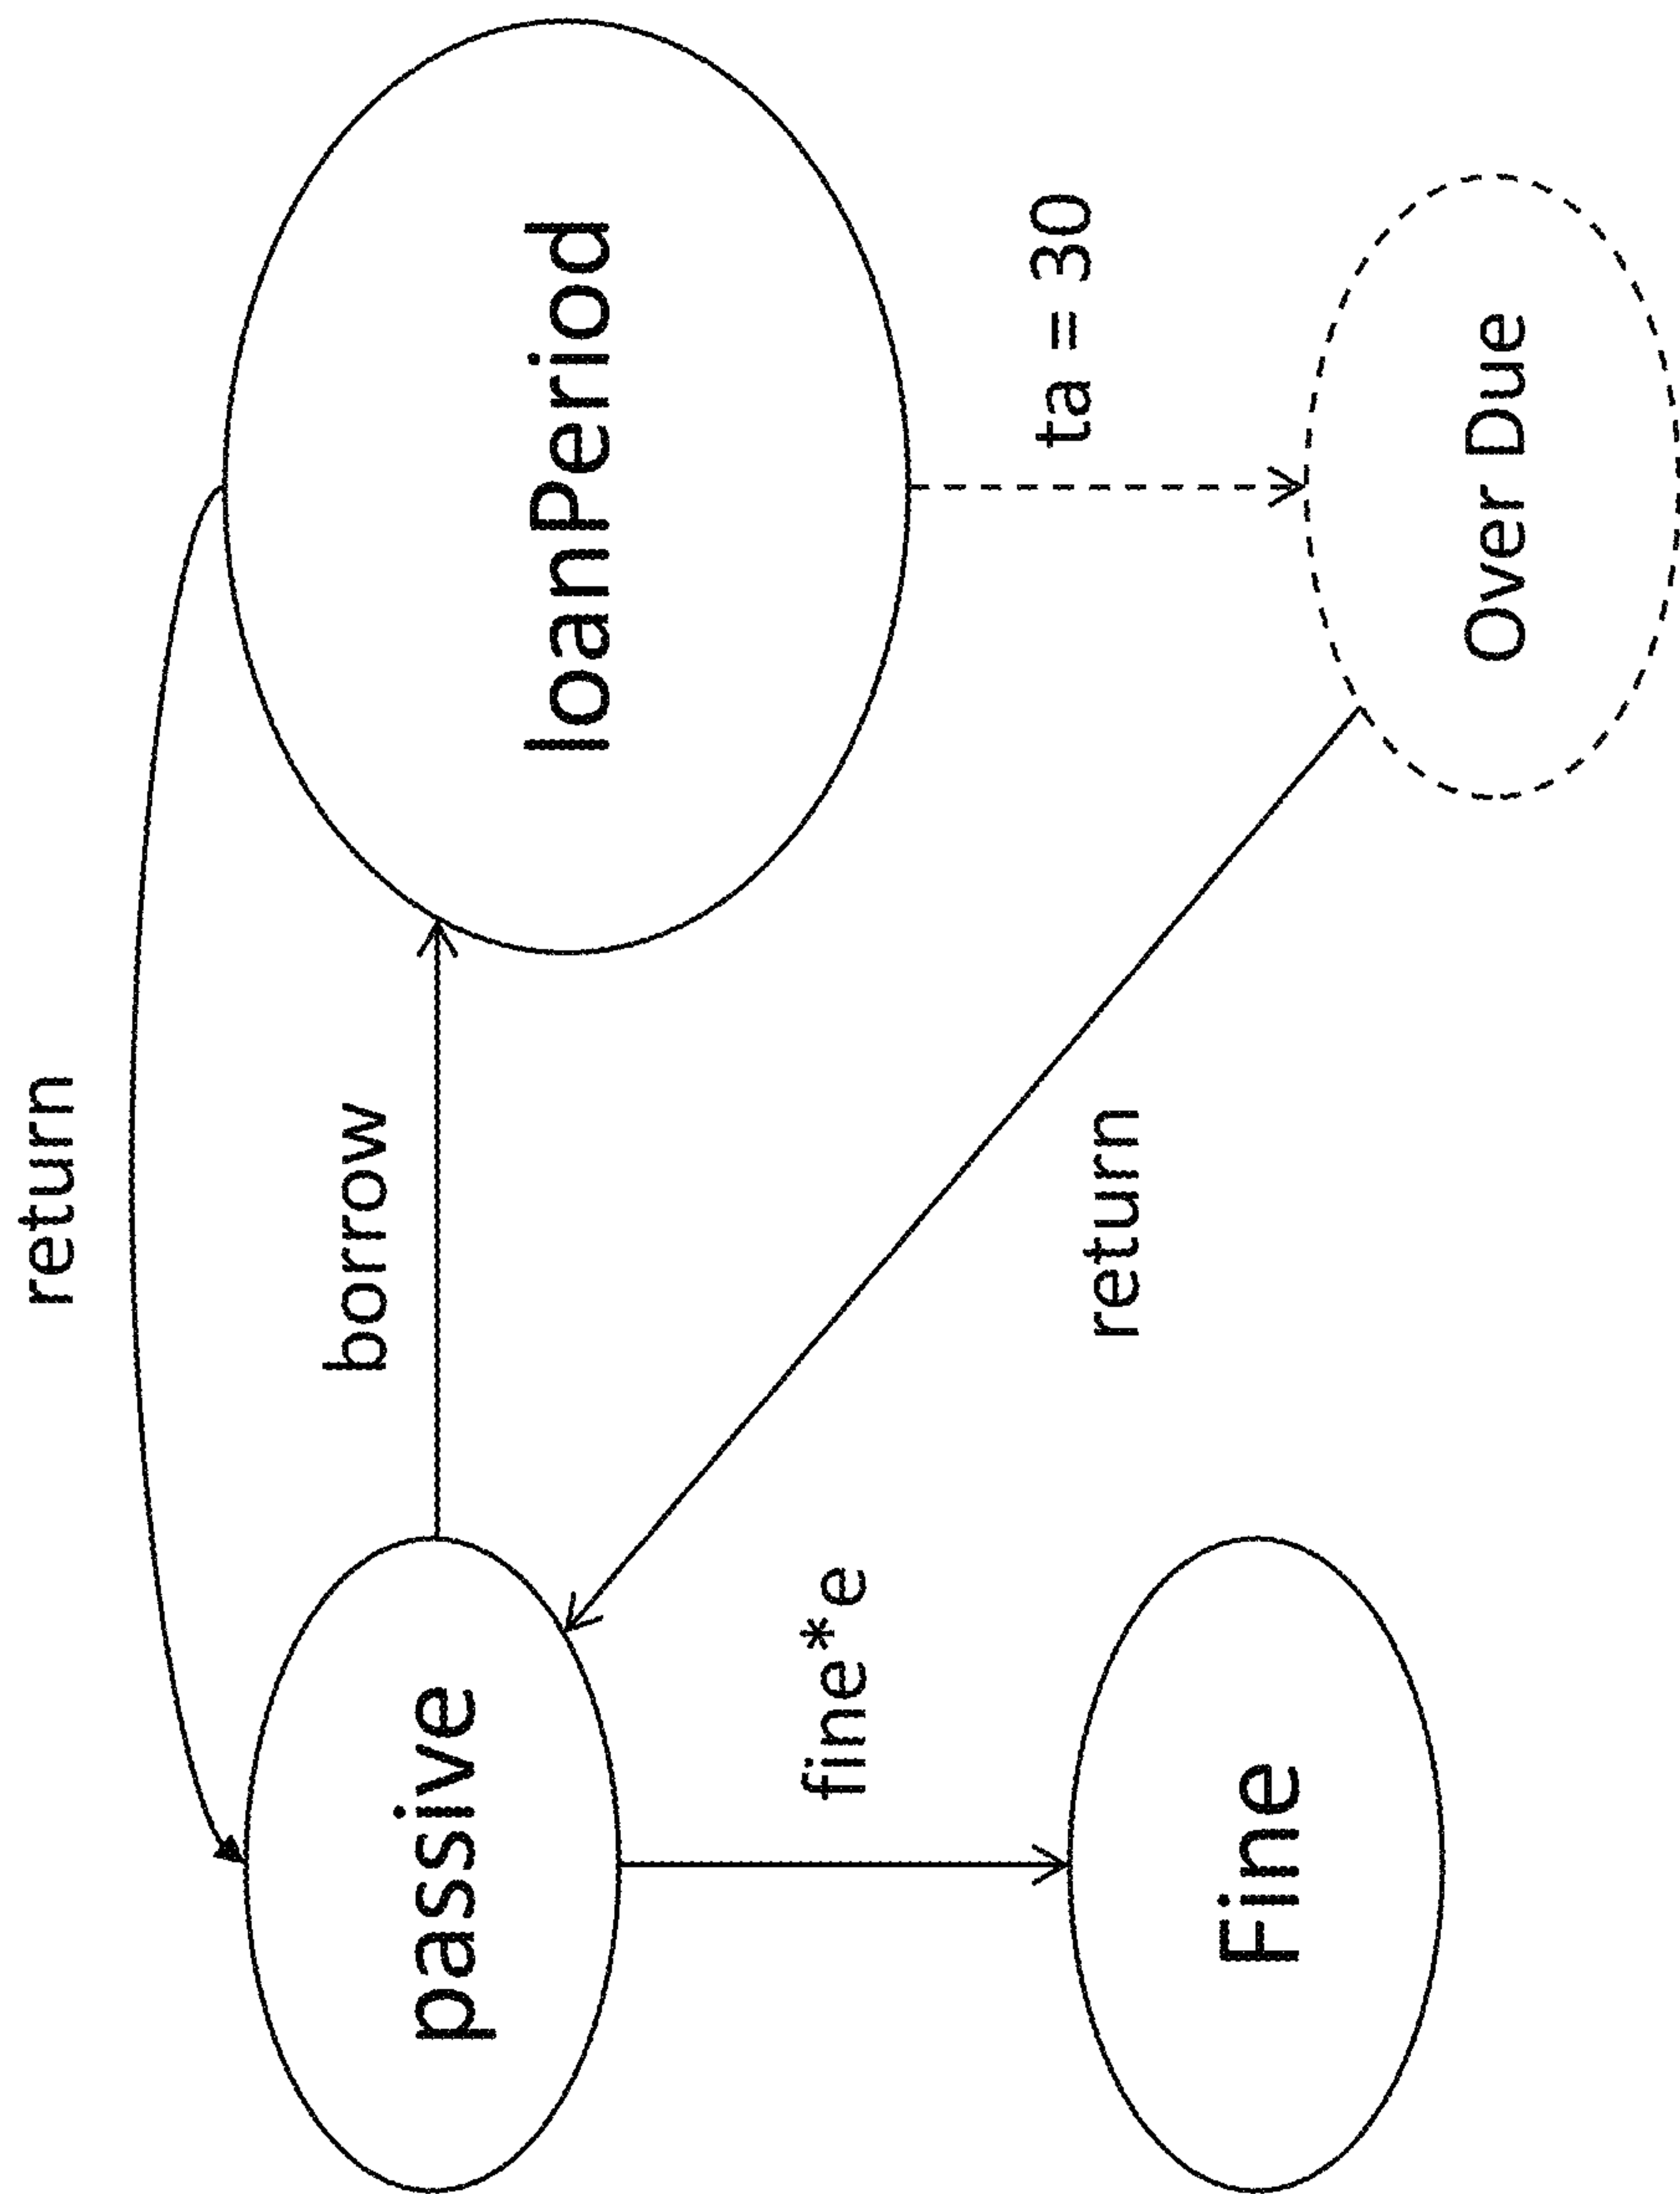 return
borrow
passive
loanPeriod
return
fine*e
ta = 30
Fine
Over Due